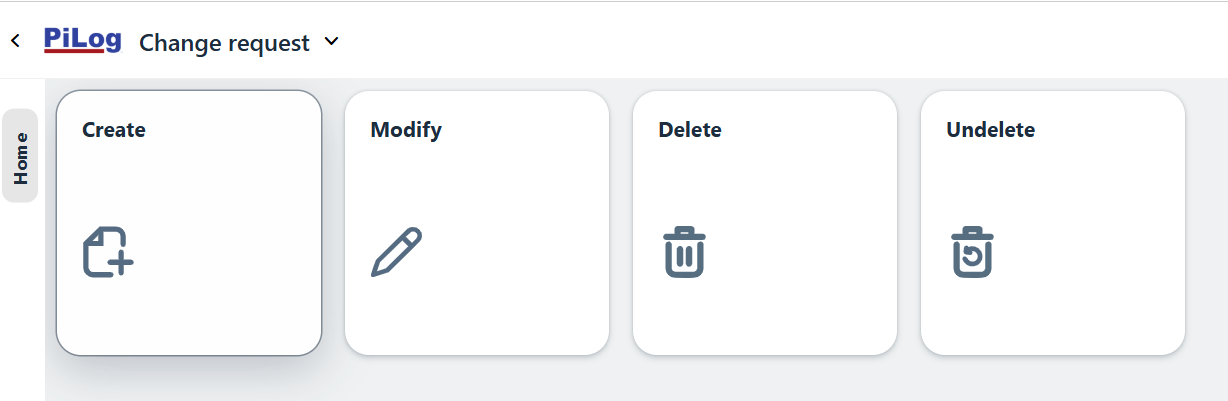 PiLog Change request
Home
Create
Modify
Delete
Undelete